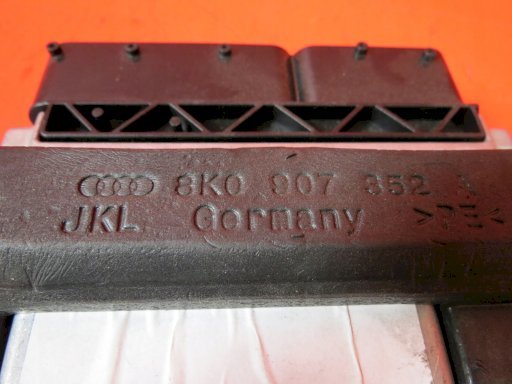 8K0 907 352 A
JKL Germany >PE<